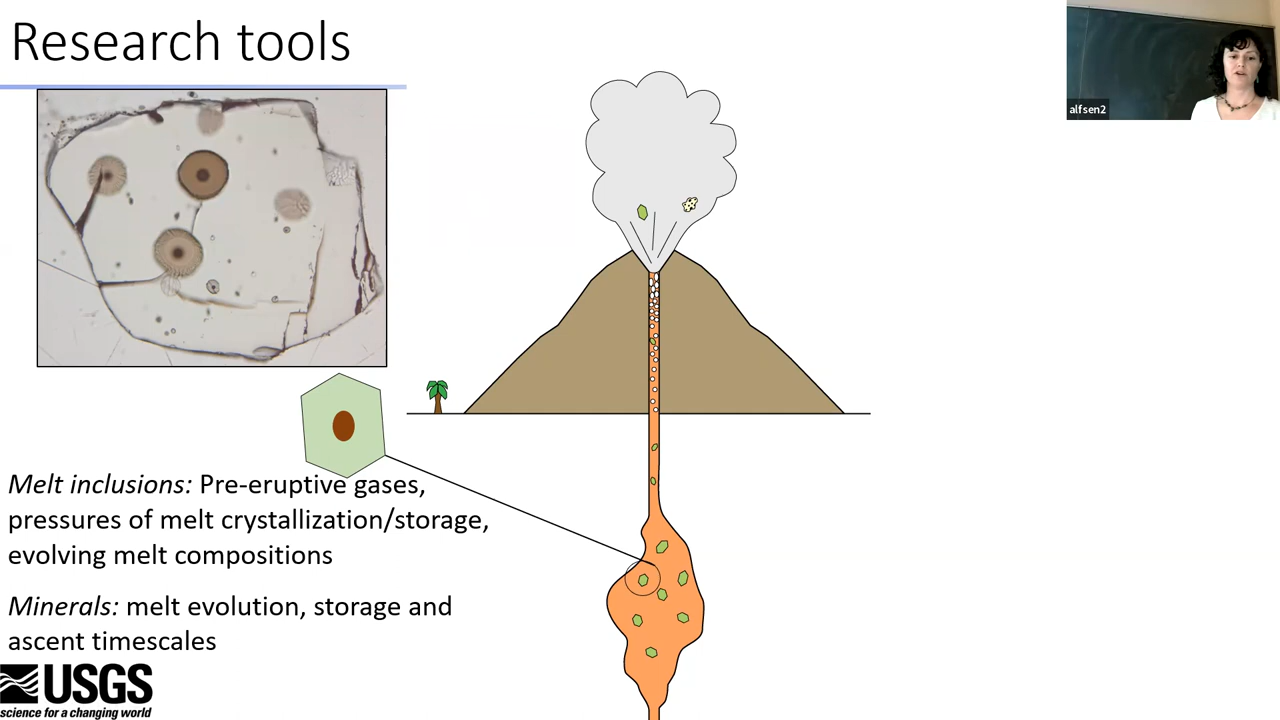 Research tools
alfsen2
Melt inclusions: Pre-eruptive gases,
pressures of melt crystallization/storage,
evolving melt compositions
Minerals: melt evolution, storage and
ascent timescales
USGS
science for a changing world